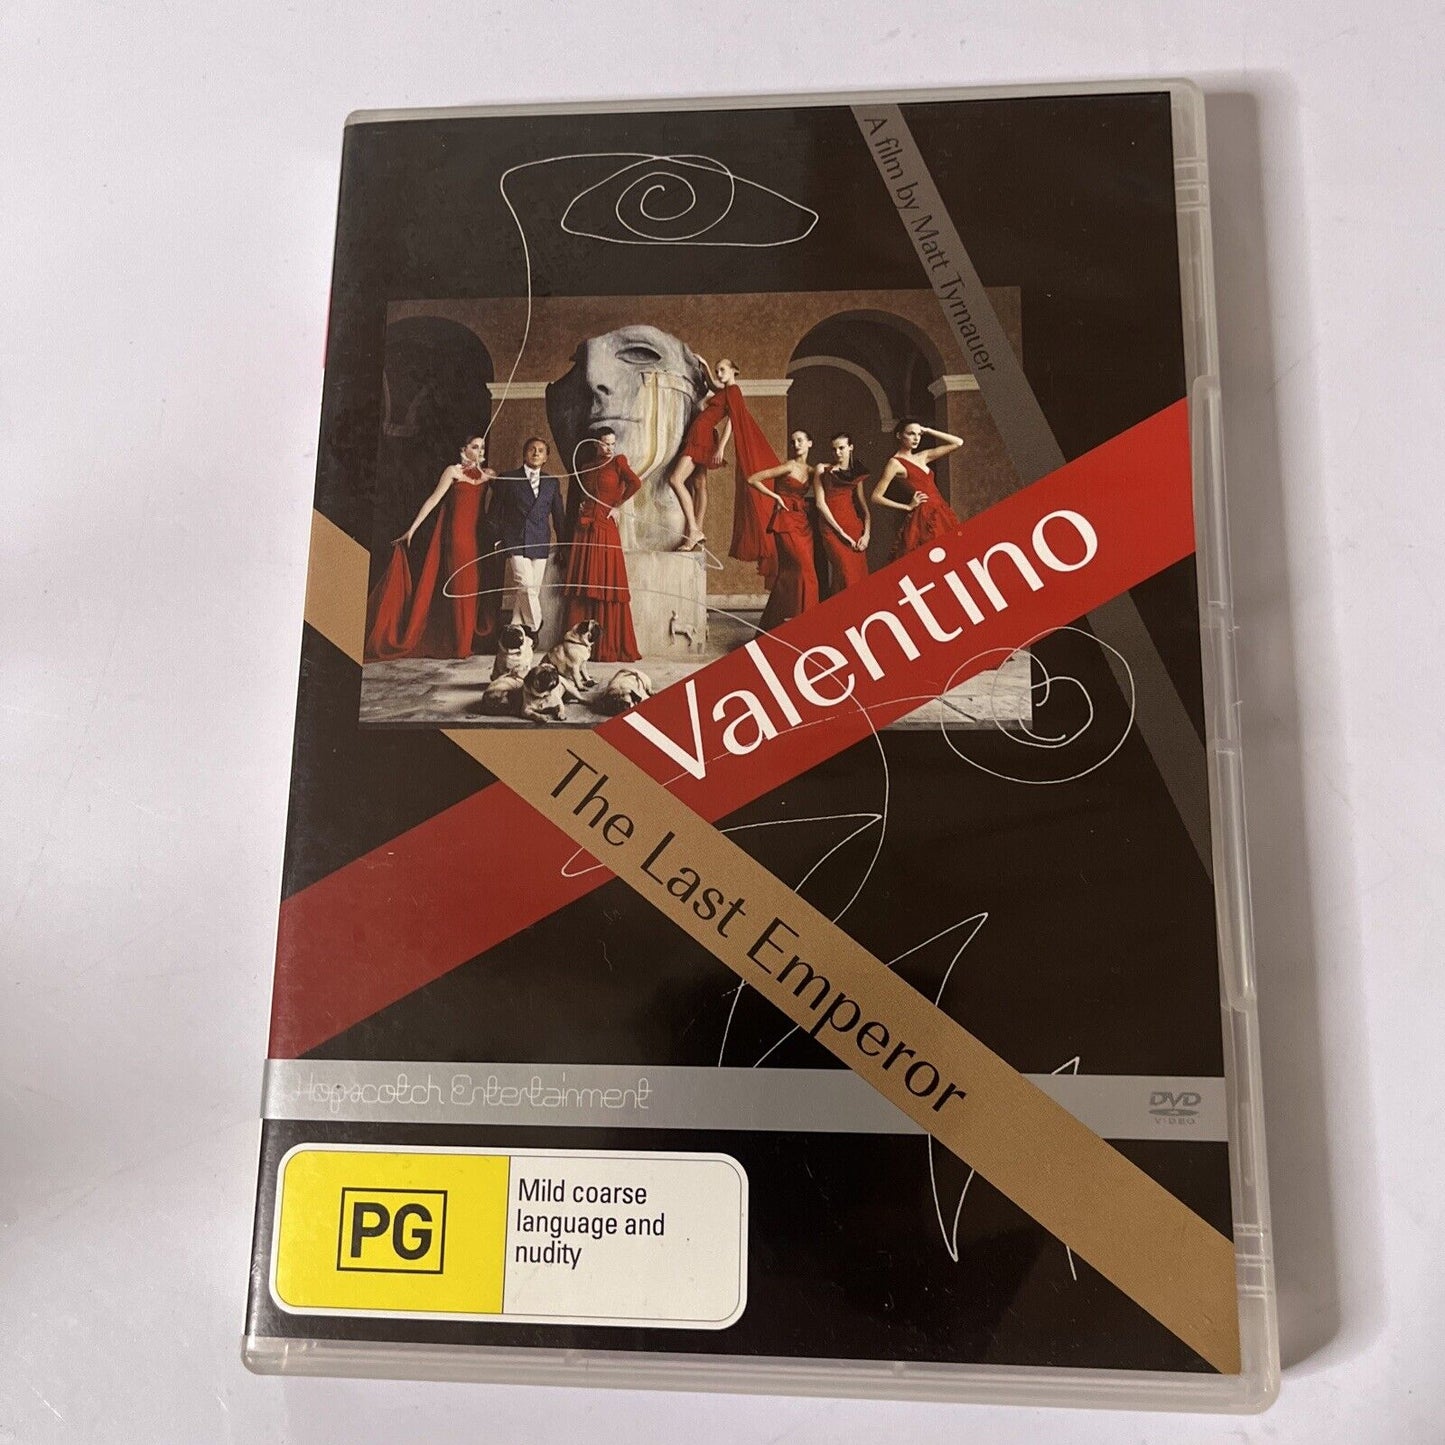 A film by Matt Tyrnauer
Valentino
The Last Emperor
Hopscotch Entertainment
DVD
VIDEO
PG
Mild coarse
language and
nudity